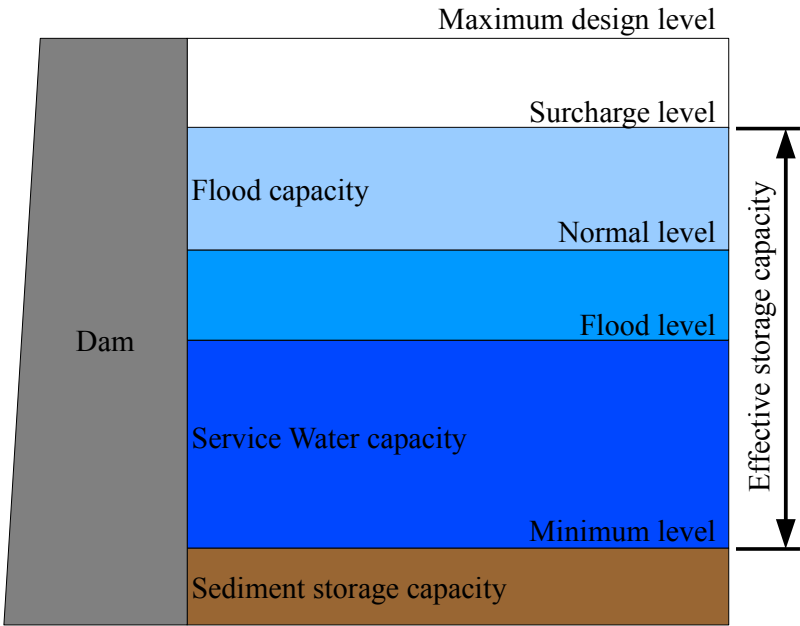 Maximum design level
Surcharge level
Flood capacity
Normal level
Flood level
Dam
Effective storage capacity
Service Water capacity
Minimum level
Sediment storage capacity